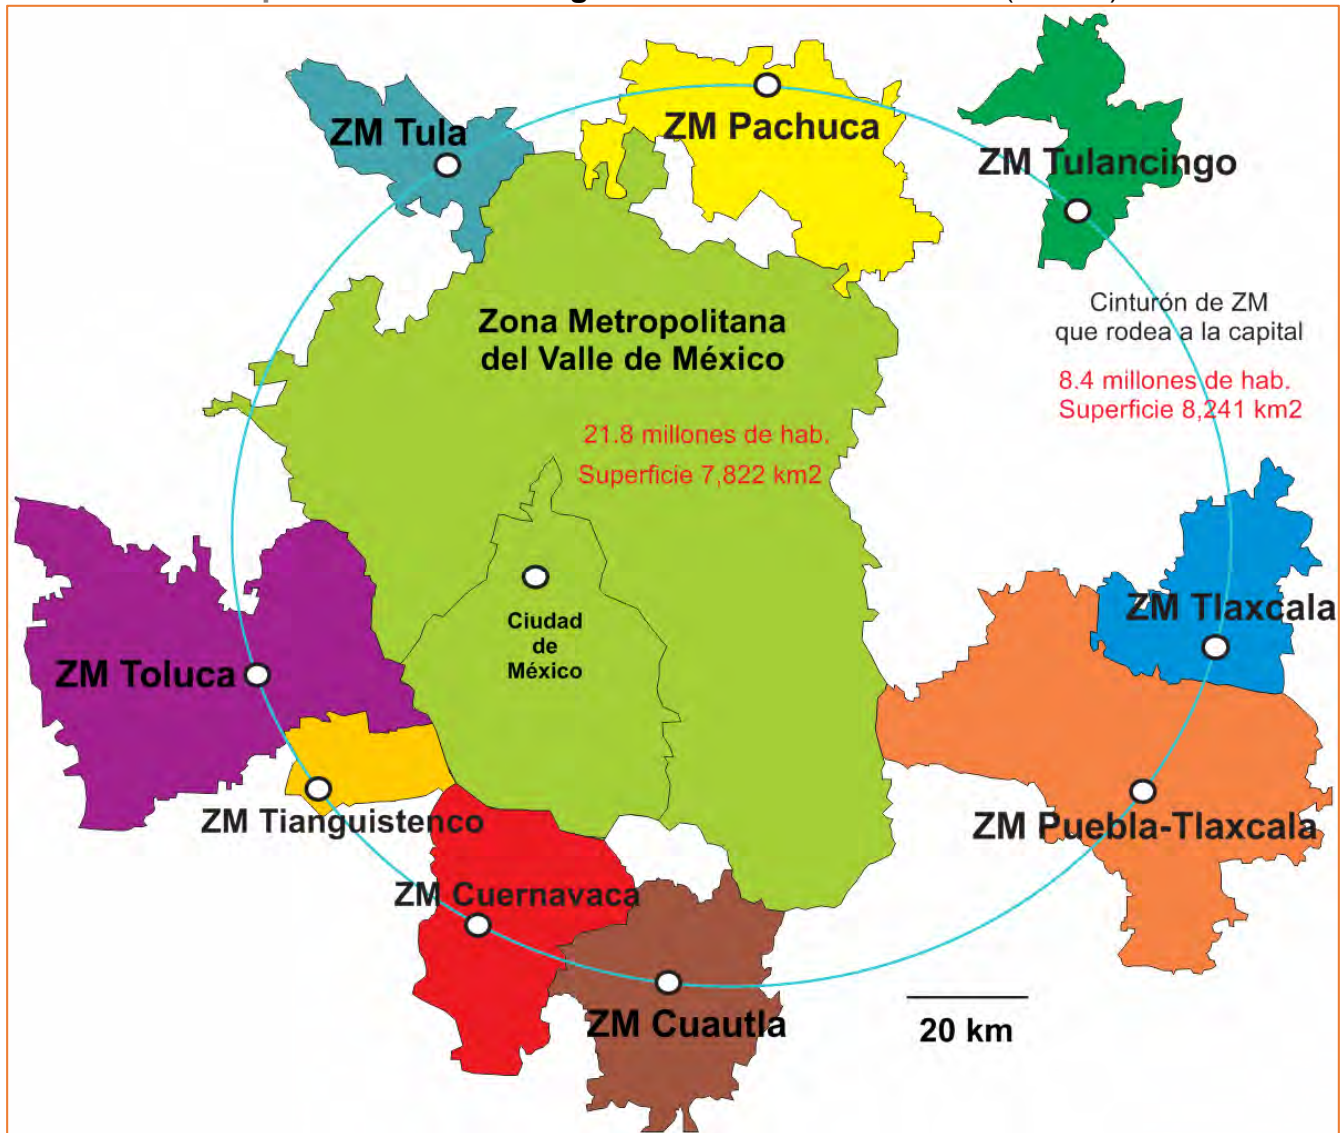 ZM Tula
ZM Pachuca
ZM Tulancingo
Cinturón de ZM
que rodea a la capital
8.4 millones de hab.
Superficie 8,241 km2
Zona Metropolitana
del Valle de México
21.8 millones de hab.
Superficie 7,822 km2
Ciudad
de
México
ZM Tlaxcala
ZM Toluca
ZM Tianguistenco
ZM Puebla-Tlaxcala
ZM Cuernavaca
ZM Cuautla
20 km